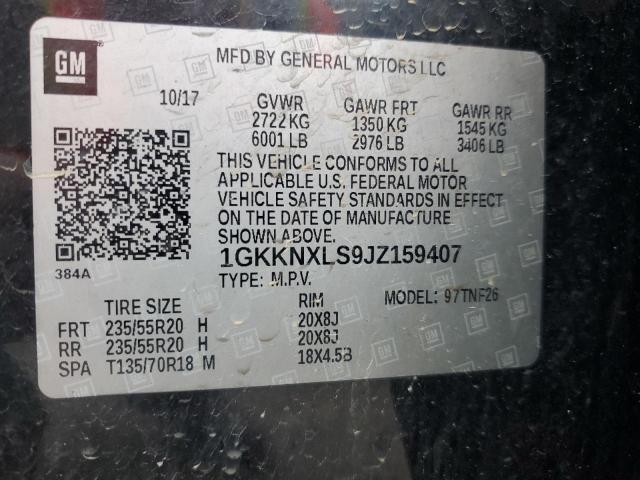 GM
MFD BY GENERAL MOTORS LLC
10/17 GVWR GAWR FRT GAWR RR
2722 KG 1350 KG 1545 KG
6001 LB 2976 LB 3406 LB
THIS VEHICLE CONFORMS TO ALL
APPLICABLE U.S. FEDERAL MOTOR
VEHICLE SAFETY STANDARDS IN EFFECT
ON THE DATE OF MANUFACTURE
SHOWN ABOVE.
384A
1GKKNXLS9JZ159407
TYPE: M.P.V. MODEL: 97TNF26
TIRE SIZE RIM
FRT 235/55R20 H 20X8J
RR 235/55R20 H 20X8J
SPA T135/70R18 M 18X4.5B